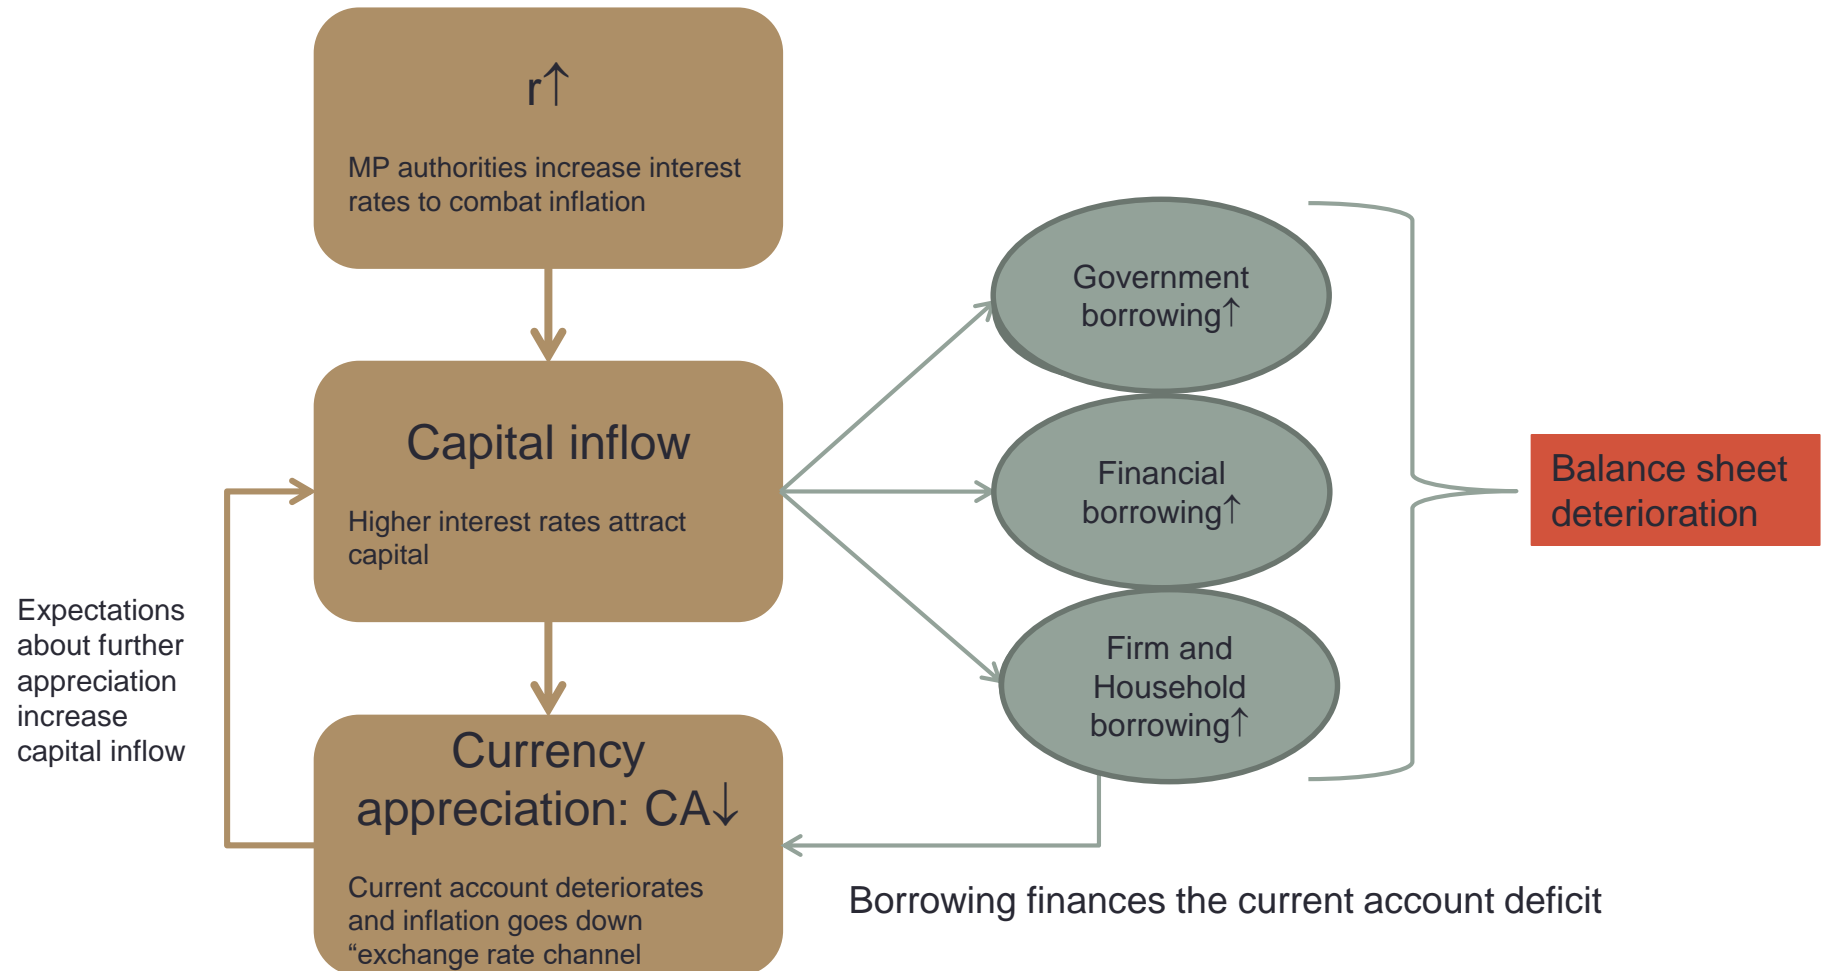 r↑
MP authorities increase interest
rates to combat inflation
Capital inflow
Higher interest rates attract
capital
Currency
appreciation: CA↓
Current account deteriorates
and inflation goes down
“exchange rate channel
Expectations
about further
appreciation
increase
capital inflow
Government
borrowing↑
Financial
borrowing↑
Firm and
Household
borrowing↑
Balance sheet
deterioration
Borrowing finances the current account deficit